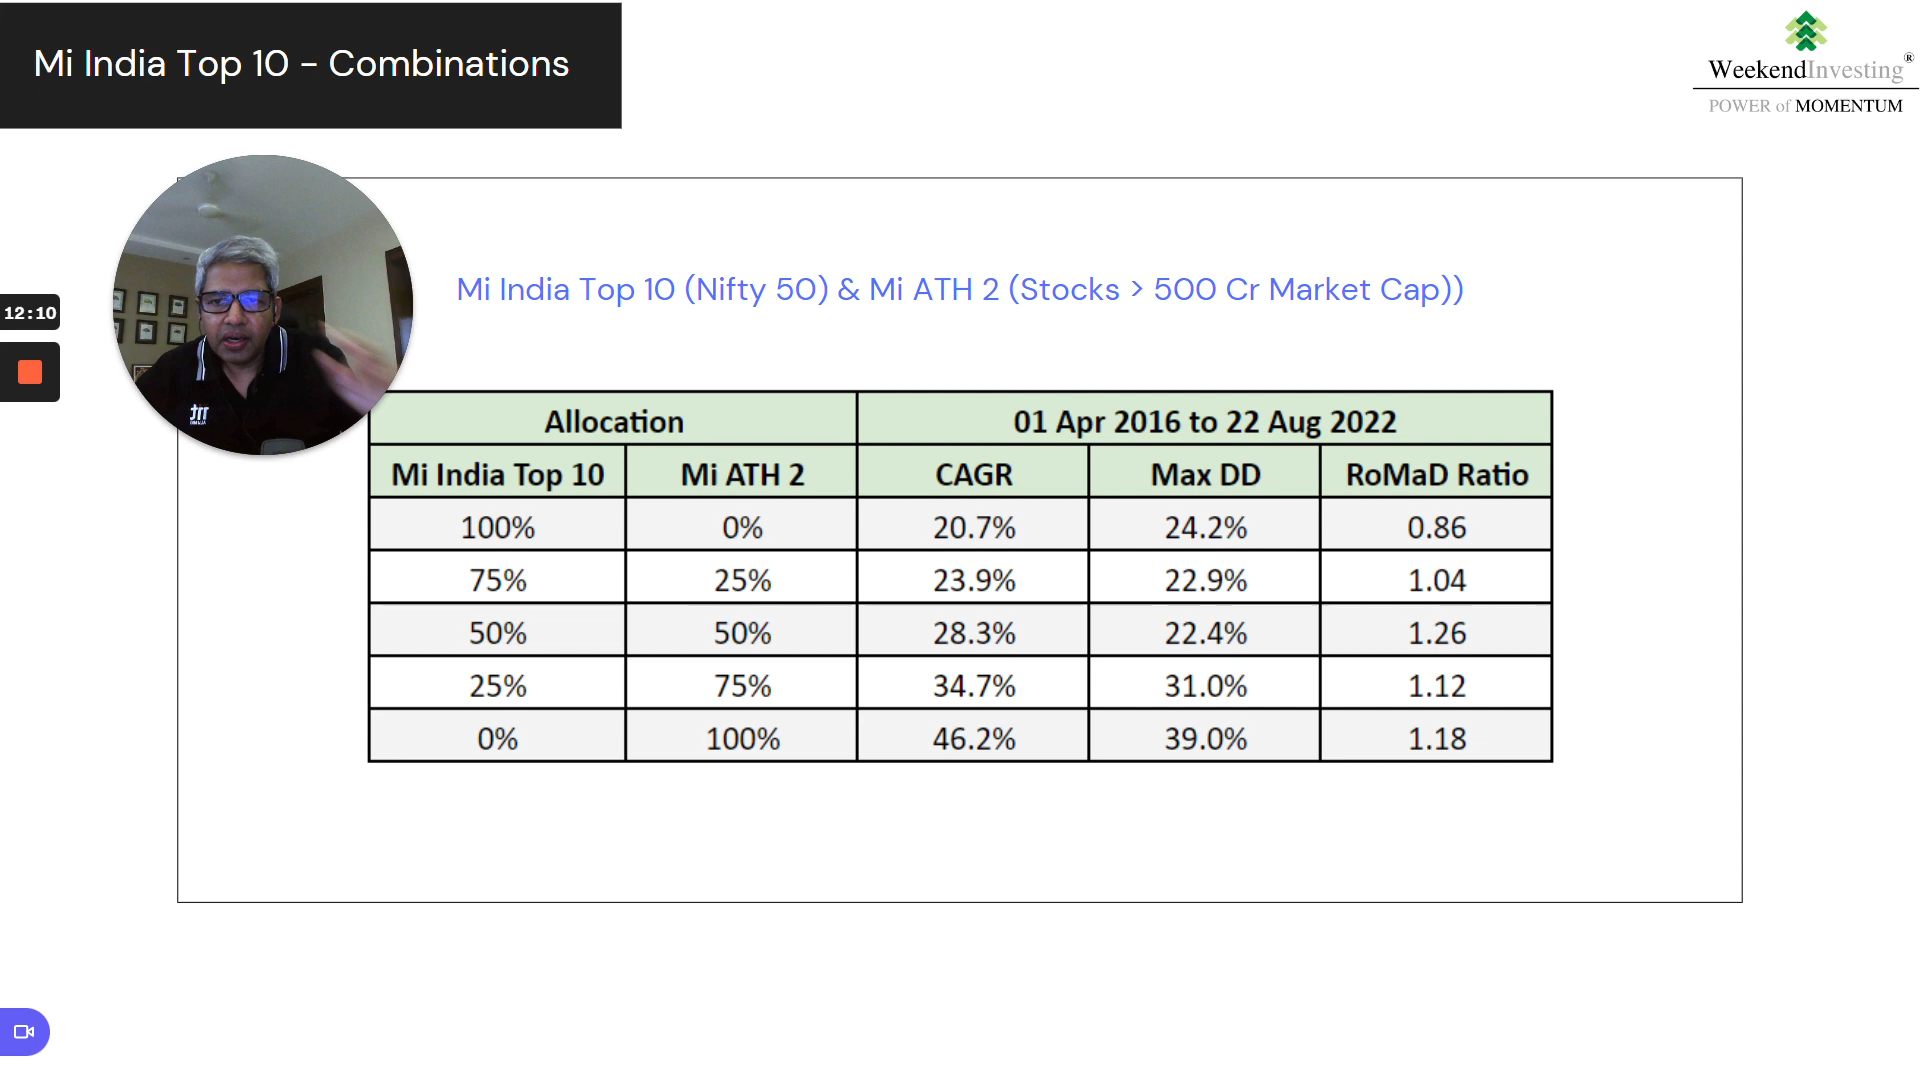 Mi India Top 10 - Combinations
WeekendInvesting®
POWER of MOMENTUM
12:10
Mi India Top 10 (Nifty 50) & Mi ATH 2 (Stocks > 500 Cr Market Cap))
Allocation 01 Apr 2016 to 22 Aug 2022
Mi India Top 10 Mi ATH 2 CAGR Max DD RoMaD Ratio
100% 0% 20.7% 24.2% 0.86
75% 25% 23.9% 22.9% 1.04
50% 50% 28.3% 22.4% 1.26
25% 75% 34.7% 31.0% 1.12
0% 100% 46.2% 39.0% 1.18